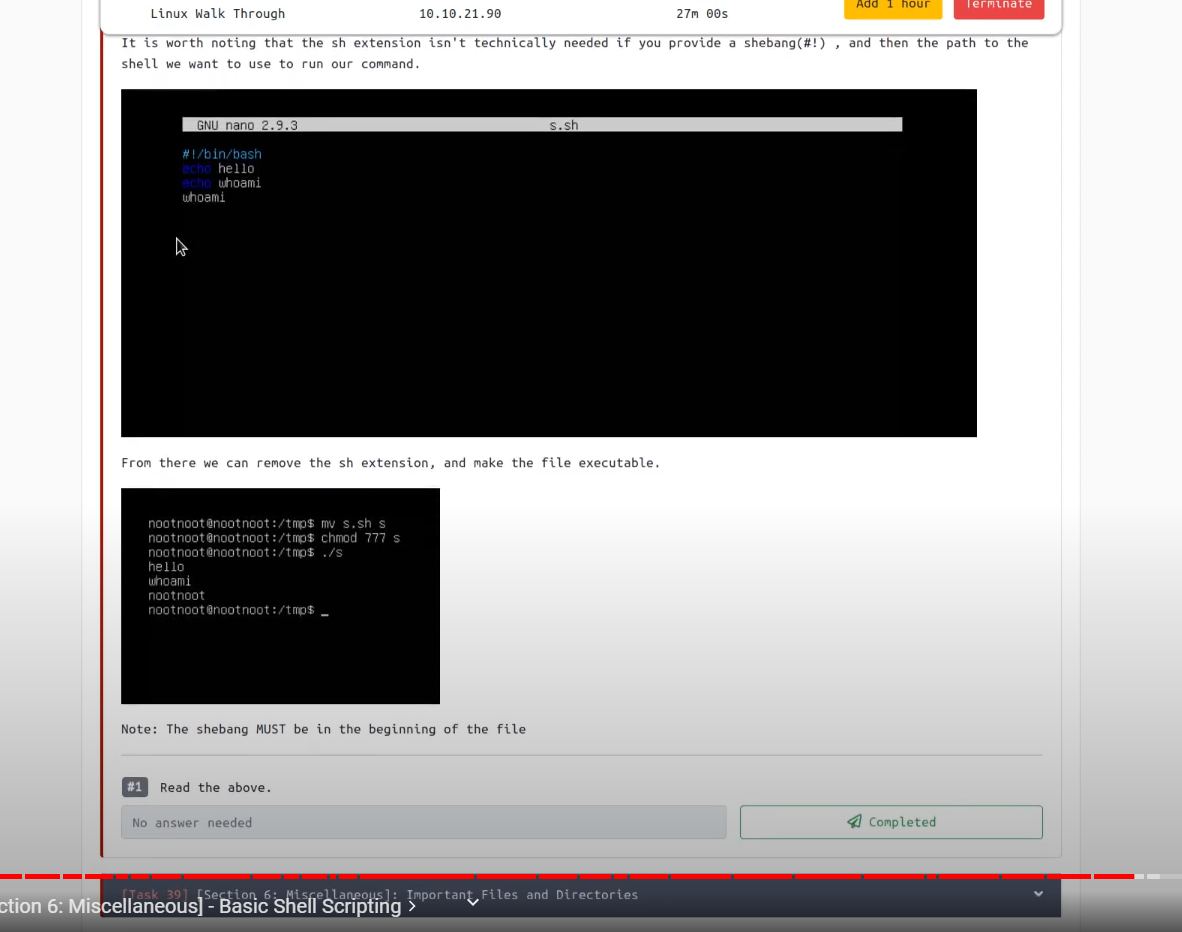 Linux Walk Through 10.10.21.90 27m 00s Add 1 hour Terminate
It is worth noting that the sh extension isn't technically needed if you provide a shebang(#!) , and then the path to the
shell we want to use to run our command.
GNU nano 2.9.3 s.sh
#!/bin/bash
echo hello
echo whoami
whoami
From there we can remove the sh extension, and make the file executable.
nootnoot@nootnoot:/tmp$ mv s.sh s
nootnoot@nootnoot:/tmp$ chmod 777 s
nootnoot@nootnoot:/tmp$ ./s
hello
whoami
nootnoot
nootnoot@nootnoot:/tmp$ _
Note: The shebang MUST be in the beginning of the file
#1 Read the above.
No answer needed Completed
[Task 39] [Section 6: Miscellaneous]: Important Files and Directories
ction 6: Miscellaneous] - Basic Shell Scripting